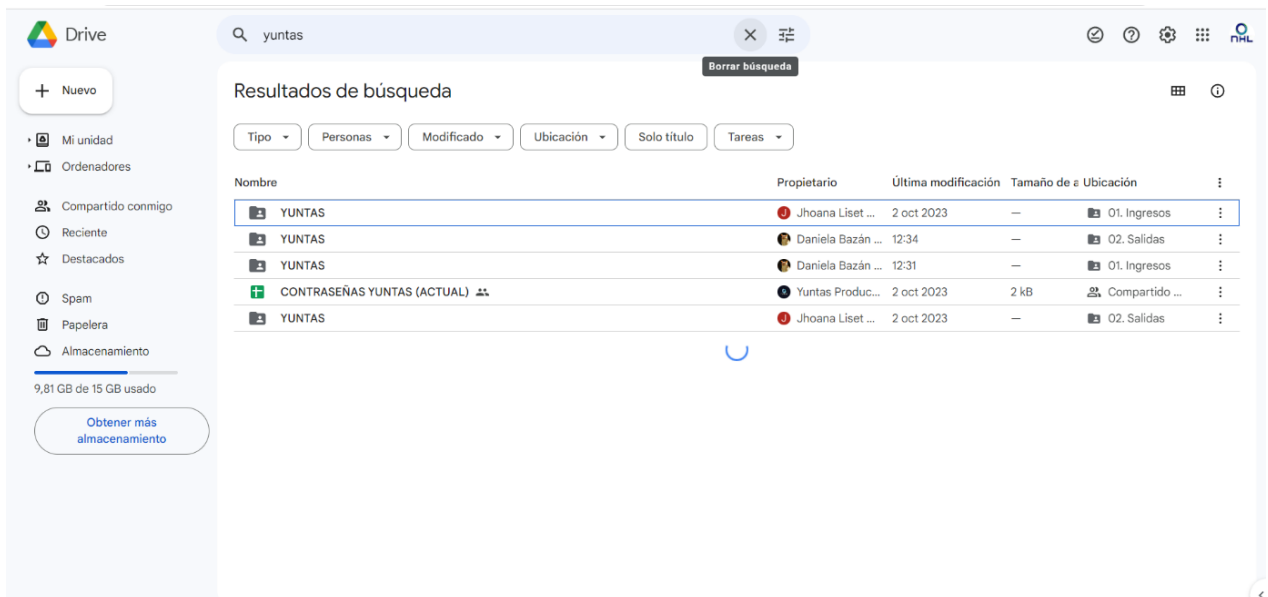 Drive
yuntas
Borrar búsqueda
Nuevo
Mi unidad
Ordenadores
Compartido conmigo
Reciente
Destacados
Spam
Papelera
Almacenamiento
9,81 GB de 15 GB usado
Obtener más
almacenamiento
Resultados de búsqueda
Tipo Personas Modificado Ubicación Solo título Tareas
Nombre Propietario Última modificación Tamaño de a Ubicación
YUNTAS Jhoana Liset ... 2 oct 2023 — 01. Ingresos
YUNTAS Daniela Bazán ... 12:34 — 02. Salidas
YUNTAS Daniela Bazán ... 12:31 — 01. Ingresos
CONTRASEÑAS YUNTAS (ACTUAL) Yuntas Produc... 2 oct 2023 2 kB Compartido ...
YUNTAS Jhoana Liset ... 2 oct 2023 — 02. Salidas